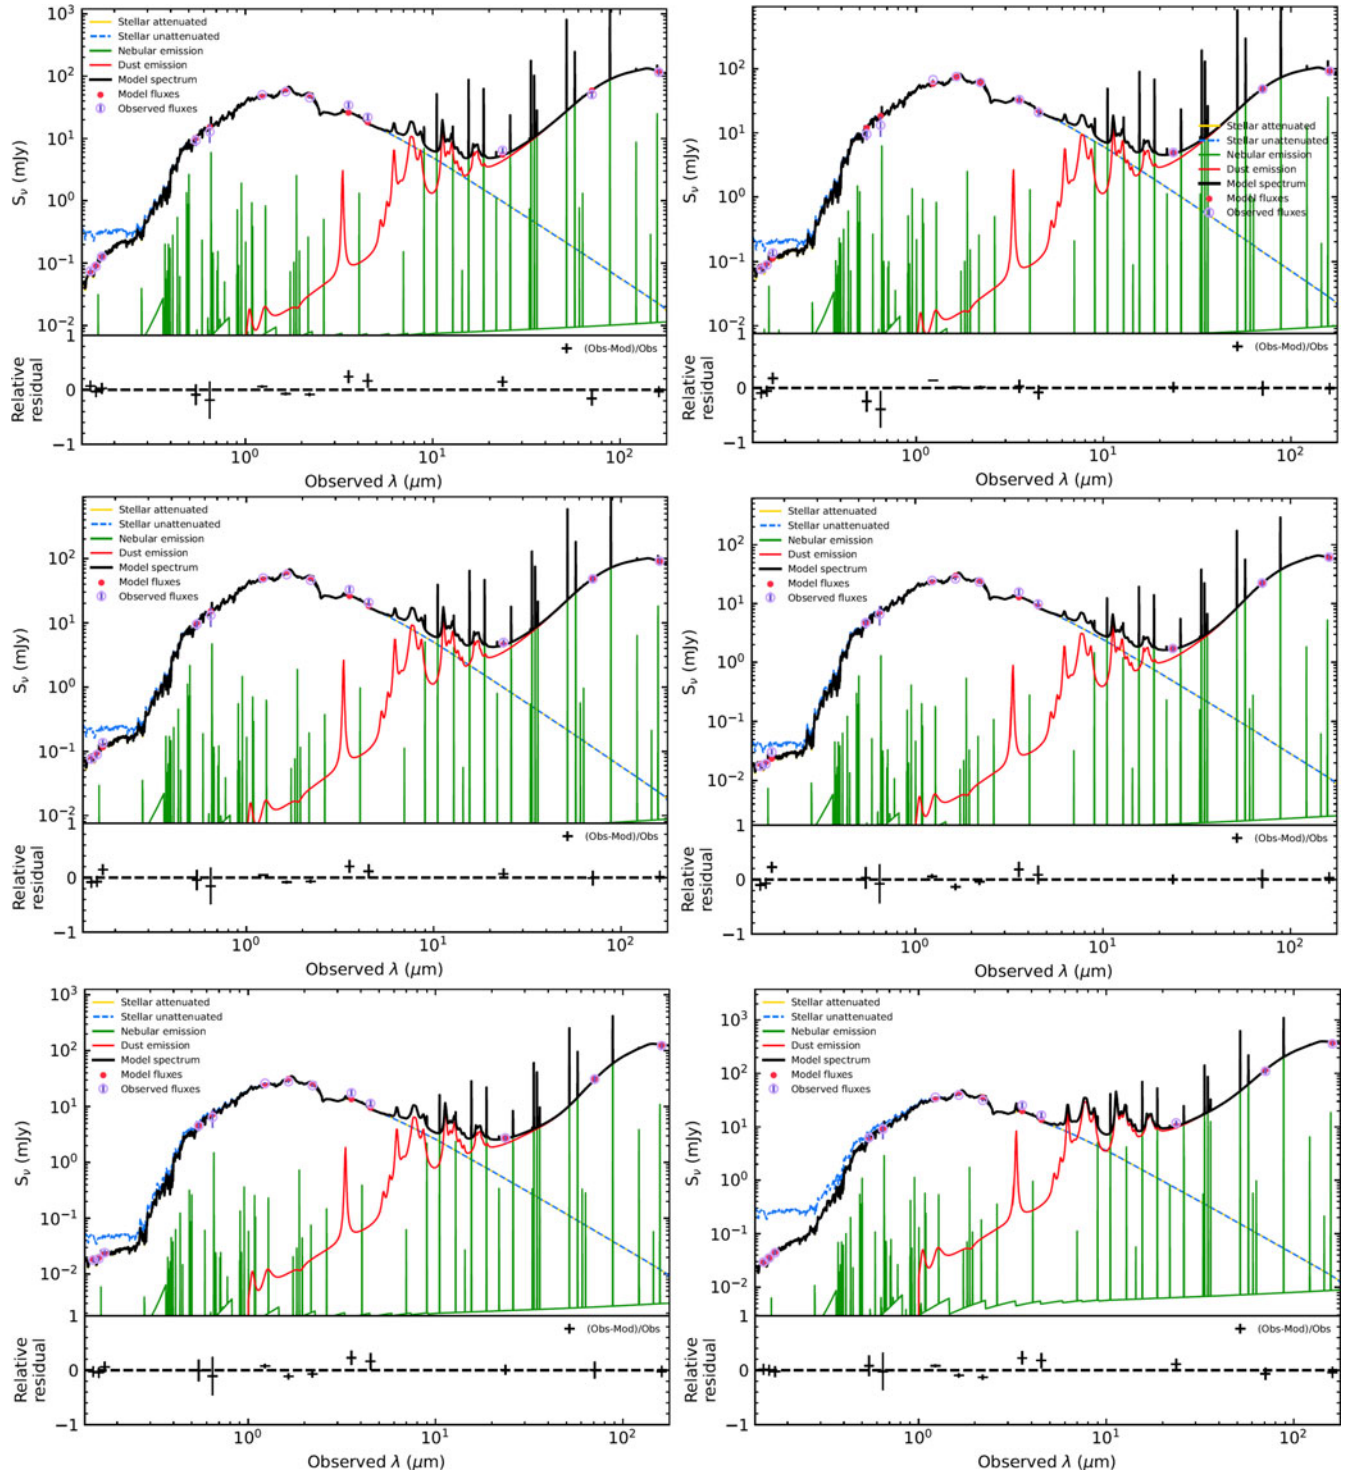 10³
10²
10¹
10⁰
10⁻¹
10⁻²
Sᵥ (mJy)
Stellar attenuated
Stellar unattenuated
Nebular emission
Dust emission
Model spectrum
Model fluxes
Observed fluxes
1
0
−1
Relative
residual
(Obs-Mod)/Obs
10⁰
10¹
10²
Observed λ (μm)
10²
10¹
10⁰
10⁻¹
10⁻²
Sᵥ (mJy)
Stellar attenuated
Stellar unattenuated
Nebular emission
Dust emission
Model spectrum
Model fluxes
Observed fluxes
1
0
−1
Relative
residual
(Obs-Mod)/Obs
10⁰
10¹
10²
Observed λ (μm)
10²
10¹
10⁰
10⁻¹
10⁻²
Sᵥ (mJy)
Stellar attenuated
Stellar unattenuated
Nebular emission
Dust emission
Model spectrum
Model fluxes
Observed fluxes
1
0
−1
Relative
residual
(Obs-Mod)/Obs
10⁰
10¹
10²
Observed λ (μm)
10²
10¹
10⁰
10⁻¹
10⁻²
Sᵥ (mJy)
Stellar attenuated
Stellar unattenuated
Nebular emission
Dust emission
Model spectrum
Model fluxes
Observed fluxes
1
0
−1
Relative
residual
(Obs-Mod)/Obs
10⁰
10¹
10²
Observed λ (μm)
10³
10²
10¹
10⁰
10⁻¹
10⁻²
Sᵥ (mJy)
Stellar attenuated
Stellar unattenuated
Nebular emission
Dust emission
Model spectrum
Model fluxes
Observed fluxes
1
0
−1
Relative
residual
(Obs-Mod)/Obs
10⁰
10¹
10²
Observed λ (μm)
10³
10²
10¹
10⁰
10⁻¹
10⁻²
Sᵥ (mJy)
Stellar attenuated
Stellar unattenuated
Nebular emission
Dust emission
Model spectrum
Model fluxes
Observed fluxes
1
0
−1
Relative
residual
(Obs-Mod)/Obs
10⁰
10¹
10²
Observed λ (μm)